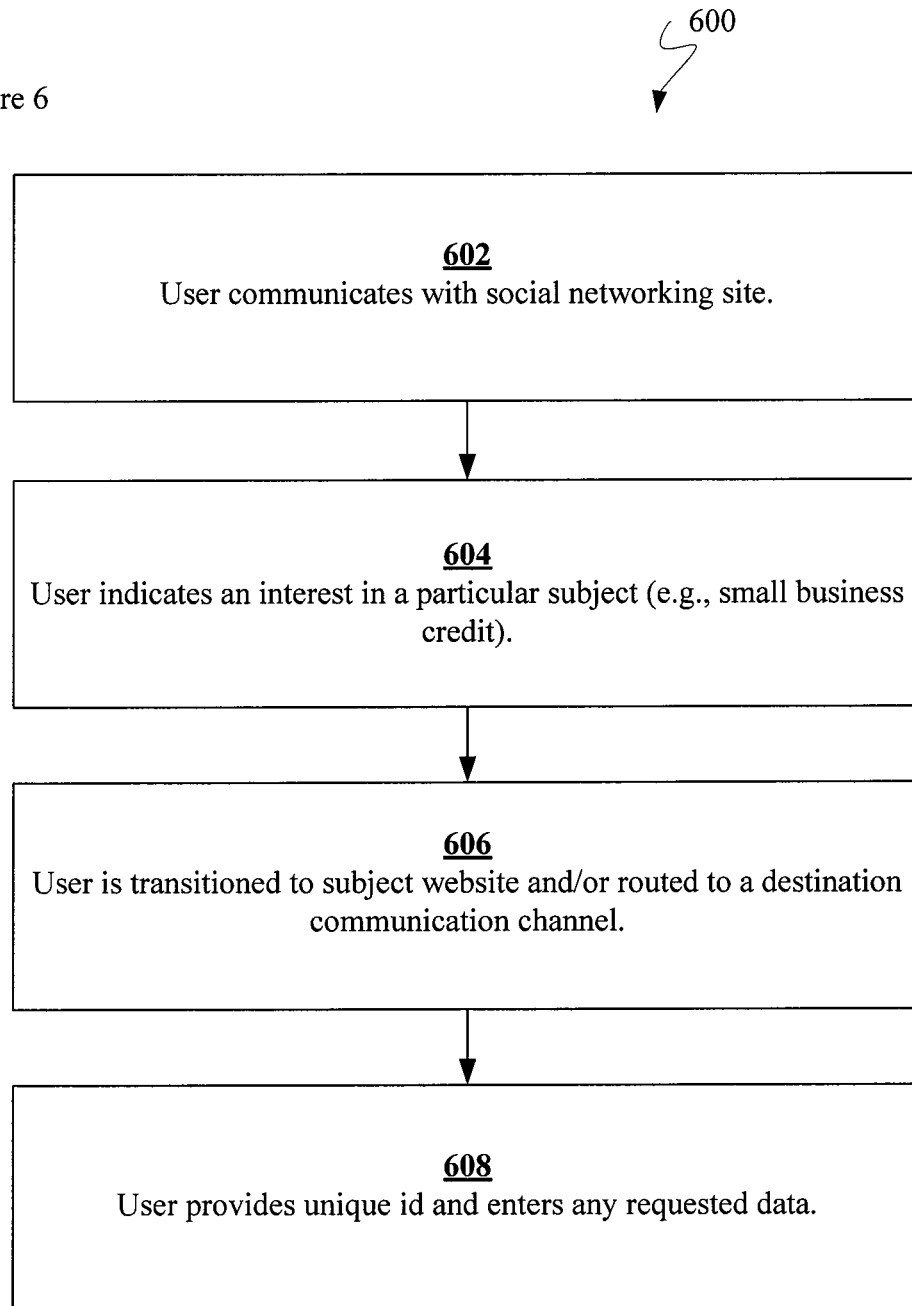 600
re 6
602
User communicates with social networking site.
604
User indicates an interest in a particular subject (e.g., small business
credit).
606
User is transitioned to subject website and/or routed to a destination
communication channel.
608
User provides unique id and enters any requested data.